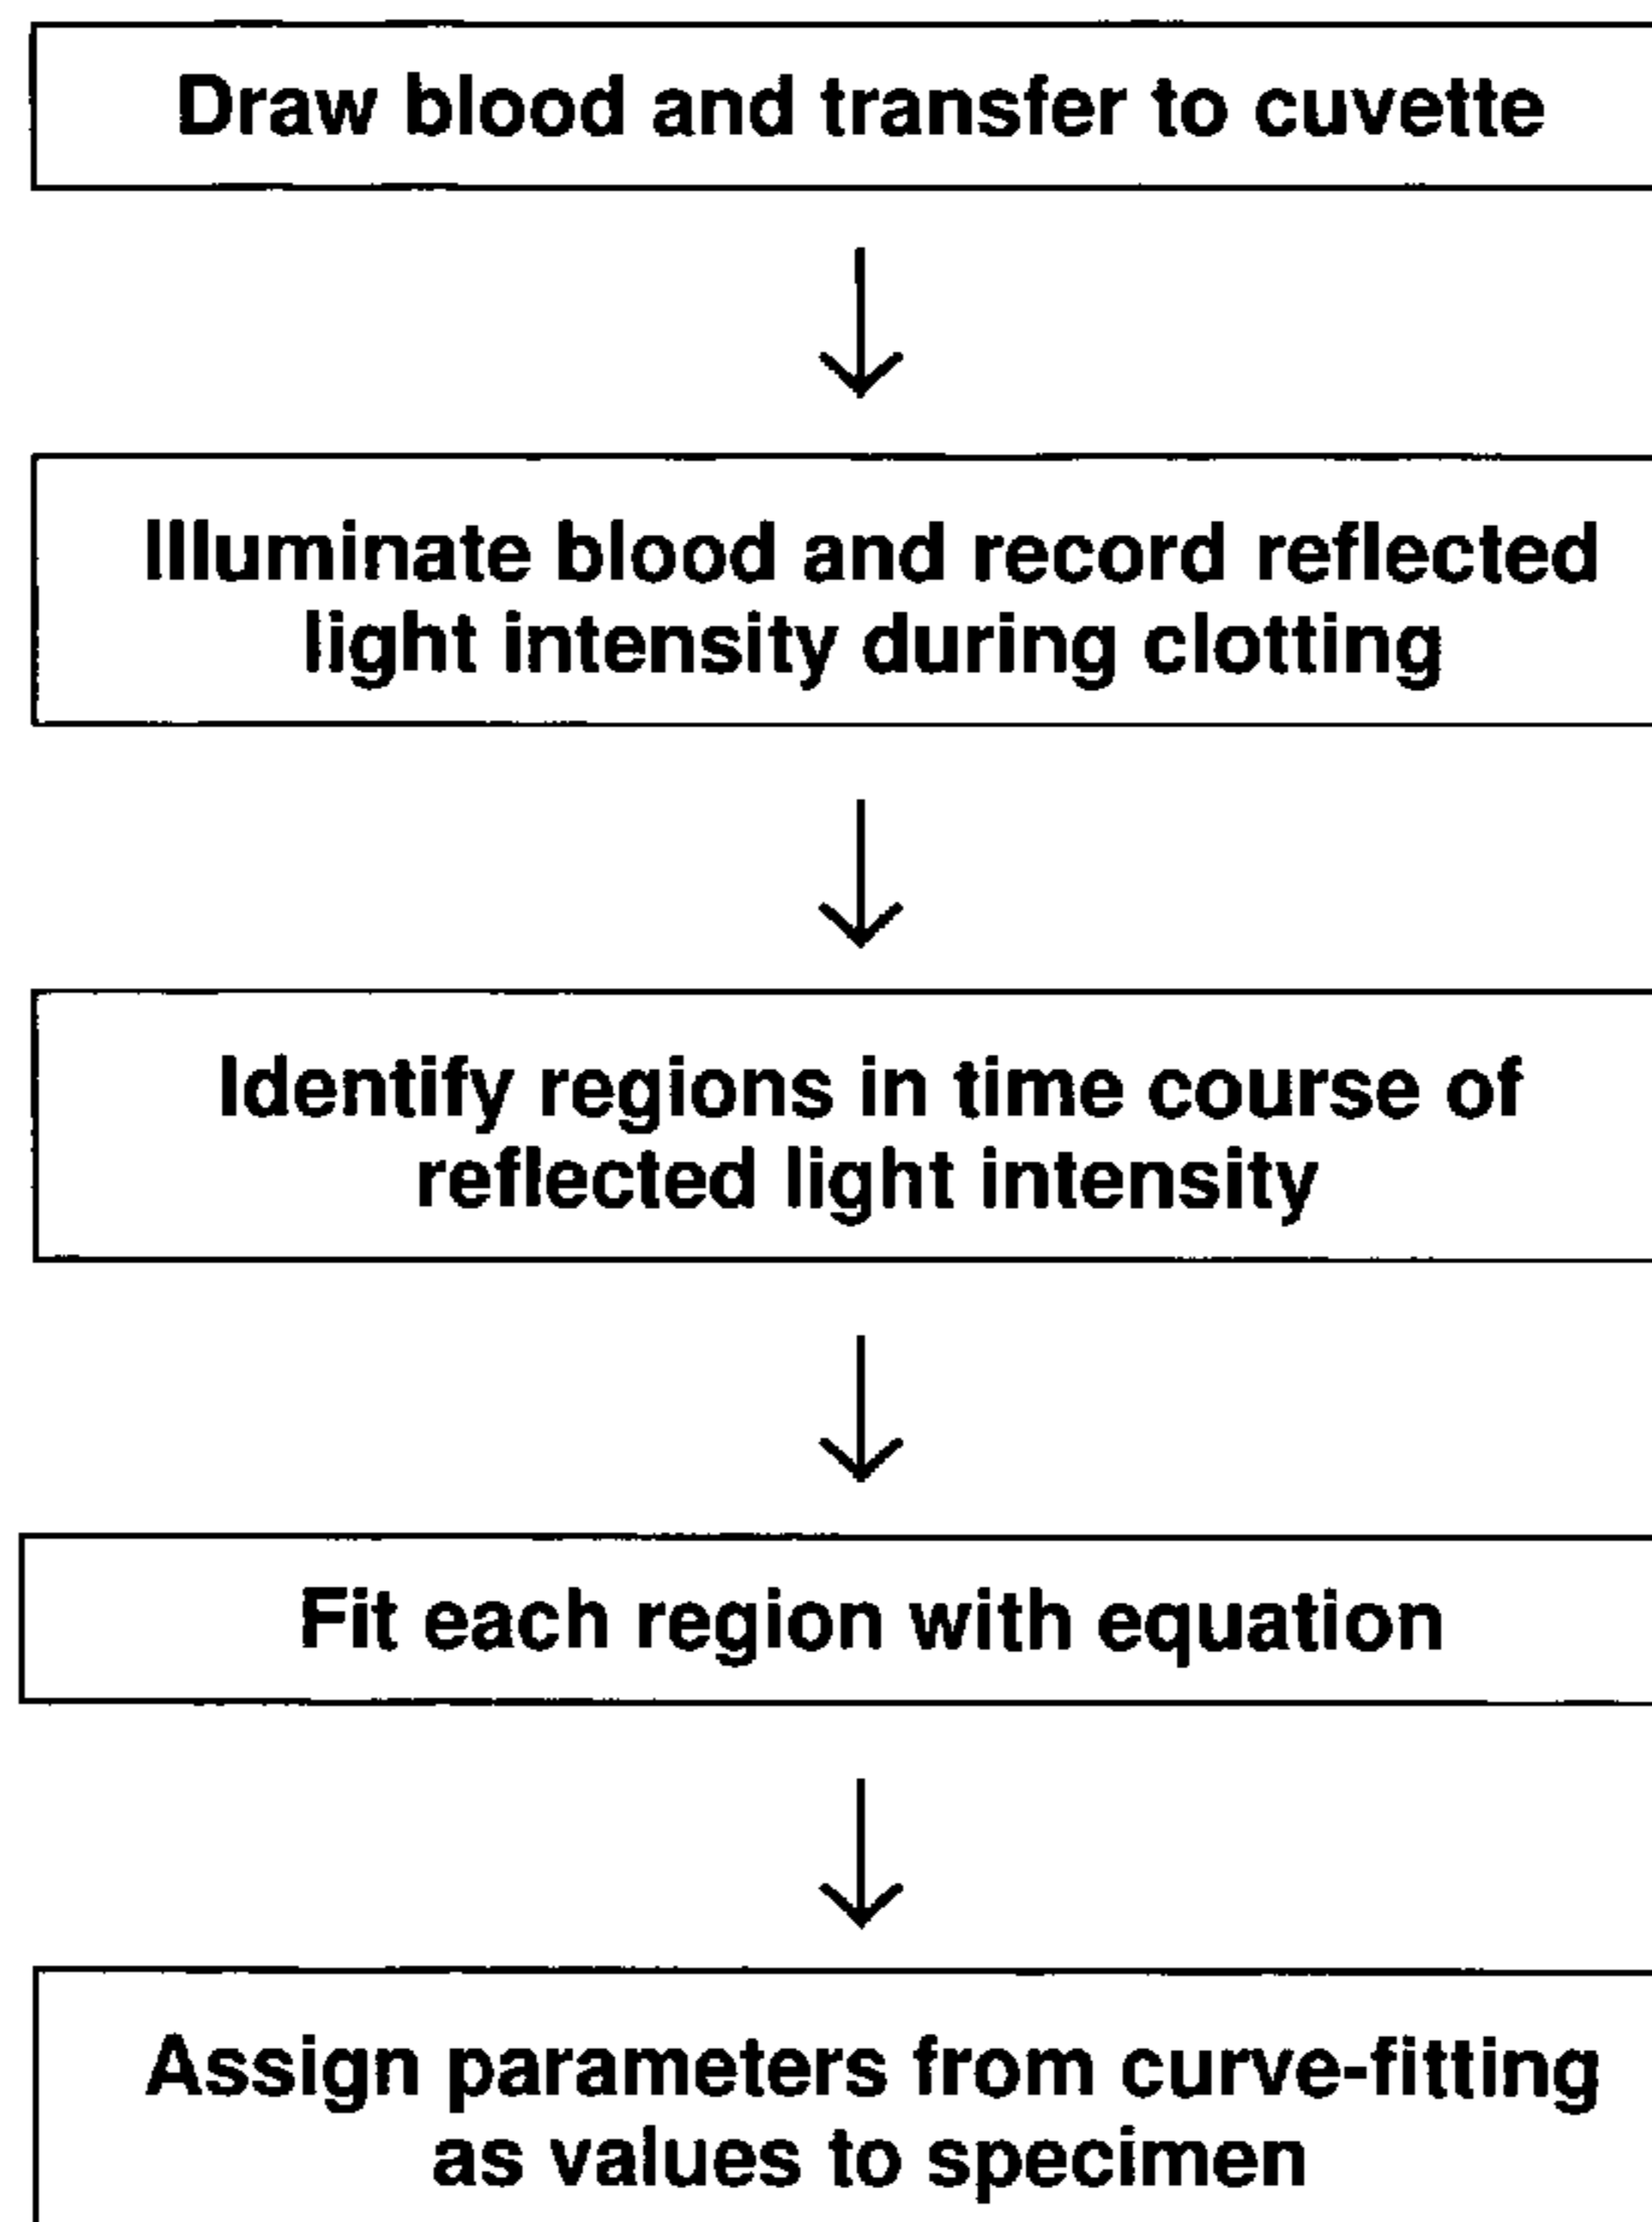 Draw blood and transfer to cuvette
Illuminate blood and record reflected
light intensity during clotting
Identify regions in time course of
reflected light intensity
Fit each region with equation
Assign parameters from curve-fitting
as values to specimen